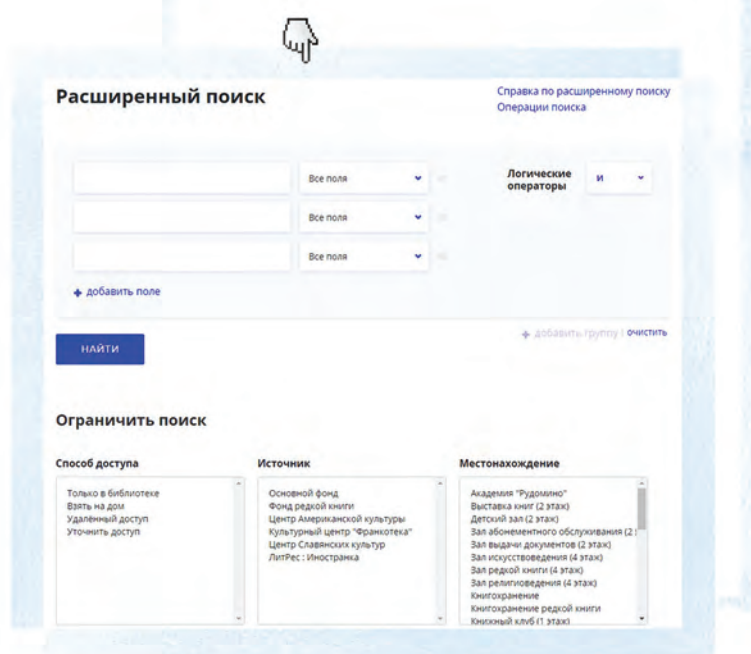 Расширенный поиск
Справка по расширенному поиску
Операции поиска
Все поля
Логические
операторы
И
Все поля
Все поля
+ добавить поле
+ добавить группу | очистить
НАЙТИ
Ограничить поиск
Способ доступа
Только в библиотеке
Взять на дом
Удалённый доступ
Уточнить доступ
Источник
Основной фонд
Фонд редкой книги
Центр Американской культуры
Культурный центр "Франкотека"
Центр Славянских культур
ЛитРес : Иностранка
Местонахождение
Академия "Рудомино"
Выставка книг (2 этаж)
Детский зал (2 этаж)
Зал абонементного обслуживания (2
Зал выдачи документов (2 этаж)
Зал искусствоведения (4 этаж)
Зал редкой книги (4 этаж)
Зал религиоведения (4 этаж)
Книгохранение
Книгохранение редкой книги
Книжный клуб (1 этаж)